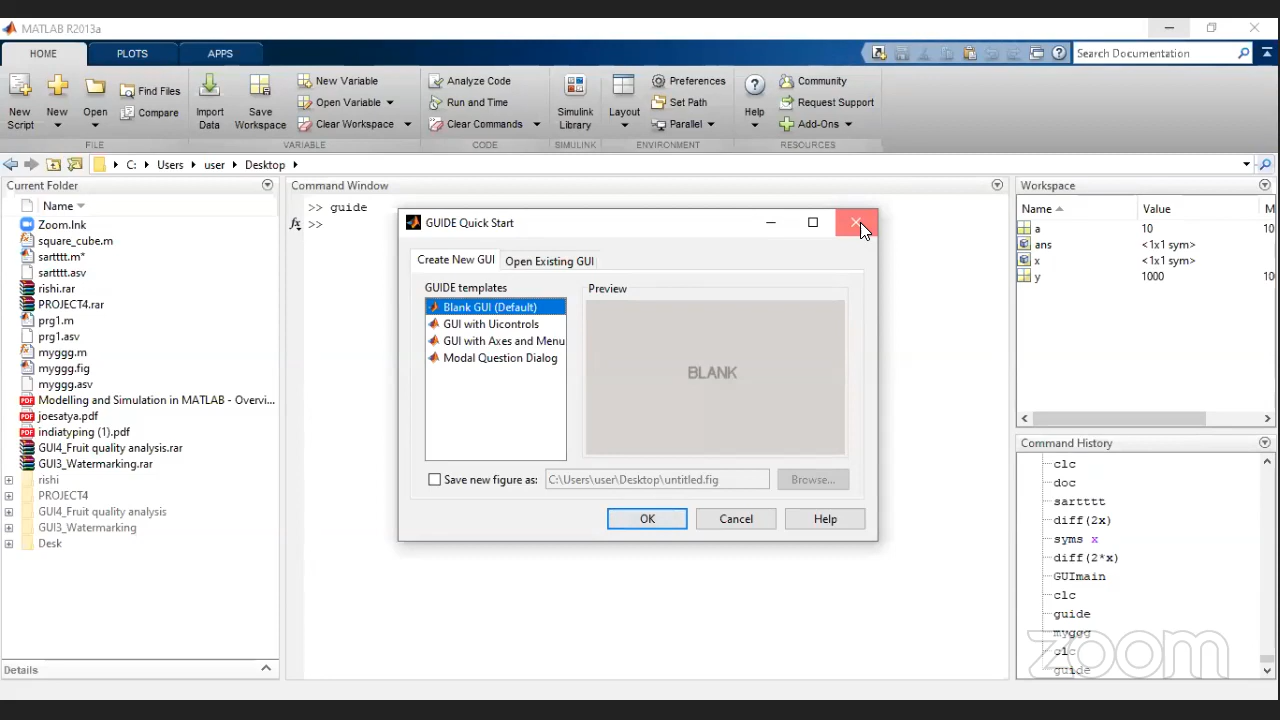 MATLAB R2013a
HOME
PLOTS
APPS
Search Documentation
New Script
New
Open
Find Files
Compare
Import Data
Save Workspace
New Variable
Open Variable
Clear Workspace
Analyze Code
Run and Time
Clear Commands
Simulink Library
Layout
Preferences
Set Path
Parallel
Help
Community
Request Support
Add-Ons
FILE
VARIABLE
CODE
SIMULINK
ENVIRONMENT
RESOURCES
C: Users user Desktop
Current Folder
Name
Zoom.lnk
square_cube.m
sartttt.m*
sartttt.asv
rishi.rar
PROJECT4.rar
prg1.m
prg1.asv
myggg.m
myggg.fig
myggg.asv
Modelling and Simulation in MATLAB - Overvi...
joesatya.pdf
indiatyping (1).pdf
GUI4_Fruit quality analysis.rar
GUI3_Watermarking.rar
rishi
PROJECT4
GUI4_Fruit quality analysis
GUI3_Watermarking
Desk
Details
Command Window
>> guide
fx >>
GUIDE Quick Start
Create New GUI
Open Existing GUI
GUIDE templates
Blank GUI (Default)
GUI with Uicontrols
GUI with Axes and Menu
Modal Question Dialog
Preview
BLANK
Save new figure as:
C:\Users\user\Desktop\untitled.fig
Browse...
OK
Cancel
Help
Workspace
Name Value M
a 10 10
ans <1x1 sym>
x <1x1 sym>
y 1000 10
Command History
clc
doc
sartttt
diff(2x)
syms x
diff(2*x)
GUImain
clc
guide
myggg
clc
guide
zoom